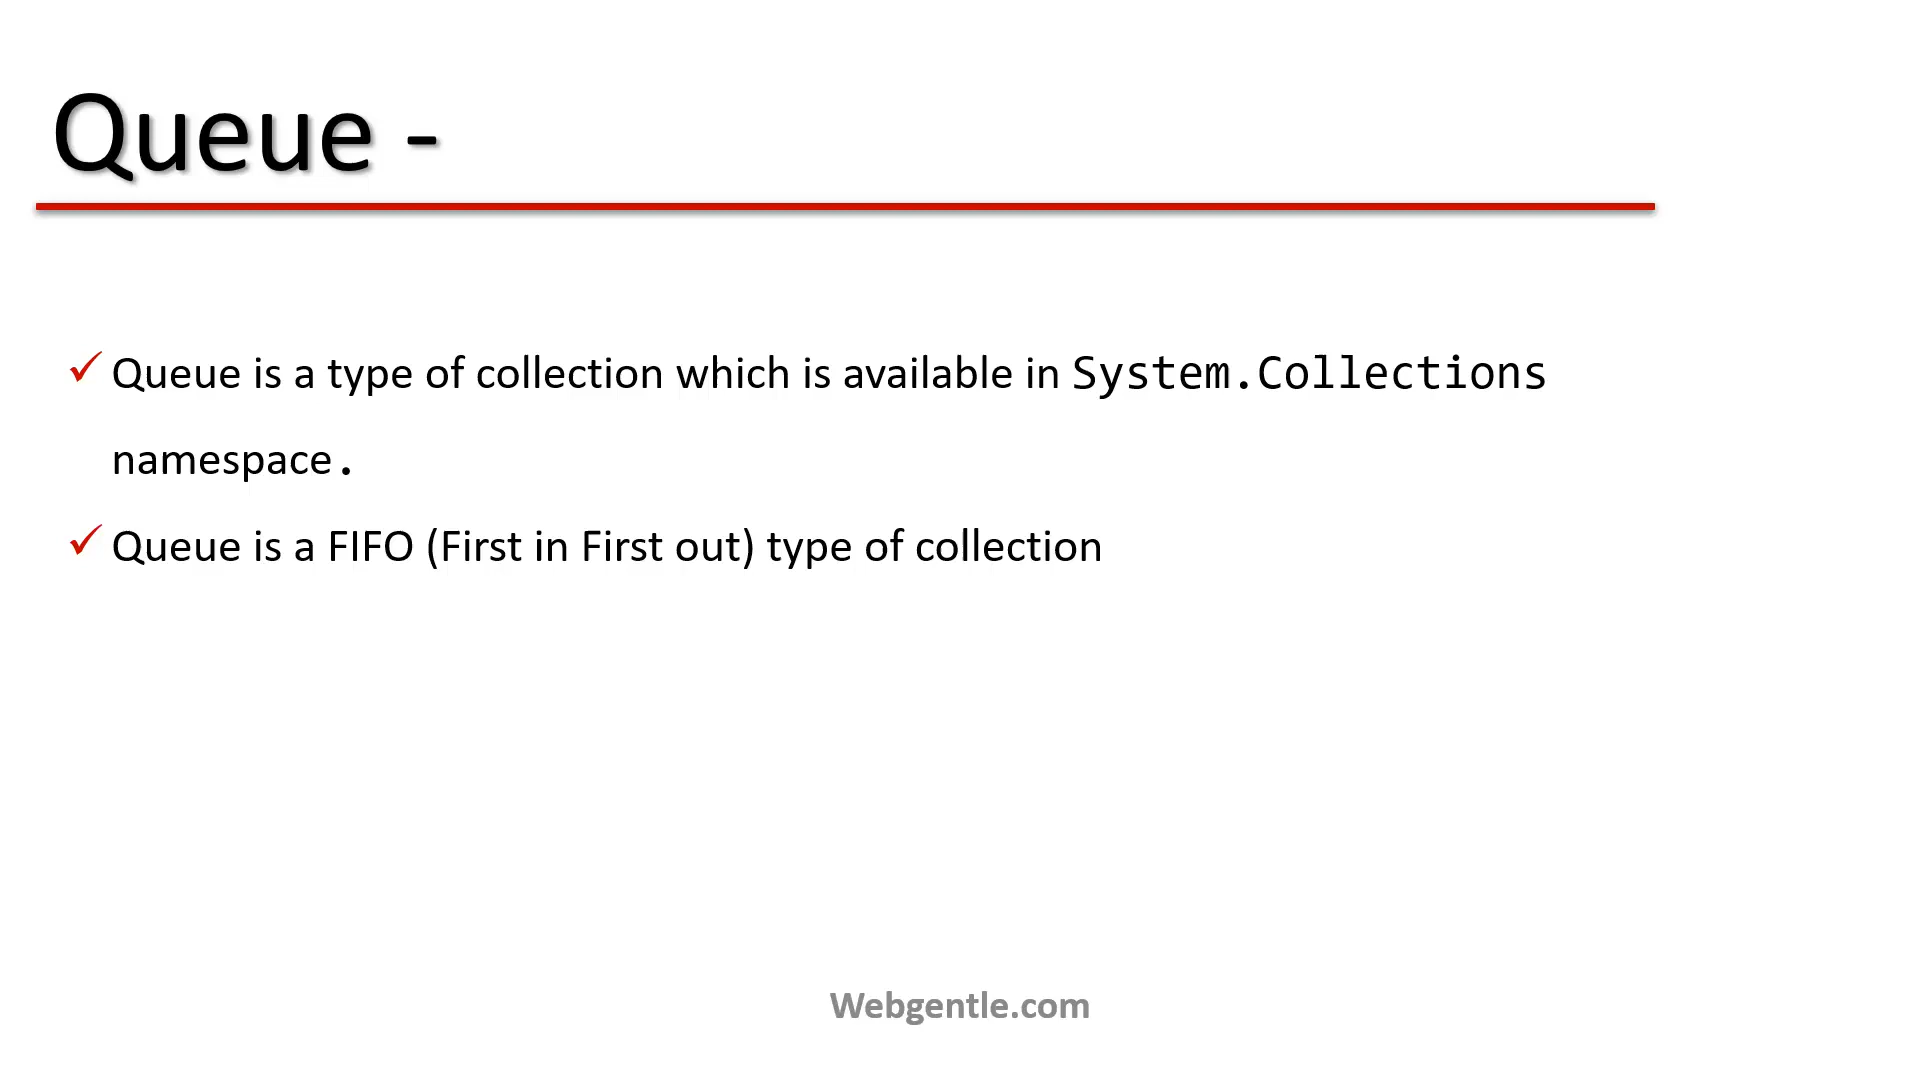 Queue -
✓ Queue is a type of collection which is available in System.Collections
namespace.
✓ Queue is a FIFO (First in First out) type of collection
Webgentle.com